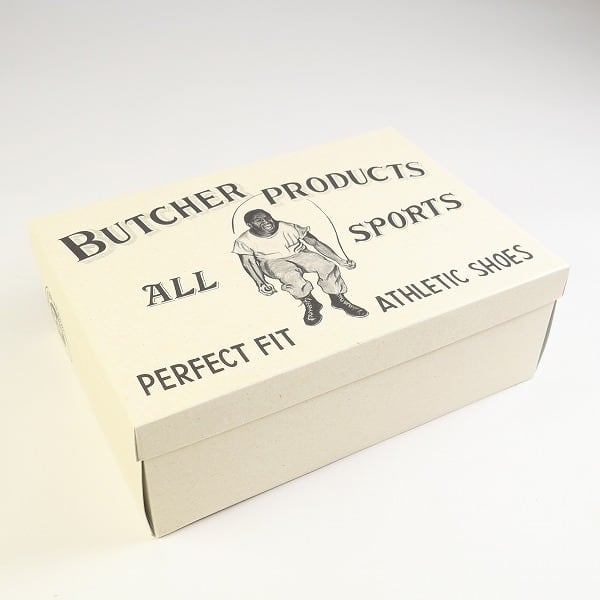 BUTCHER PRODUCTS
ALL SPORTS
PERFECT FIT ATHLETIC SHOES